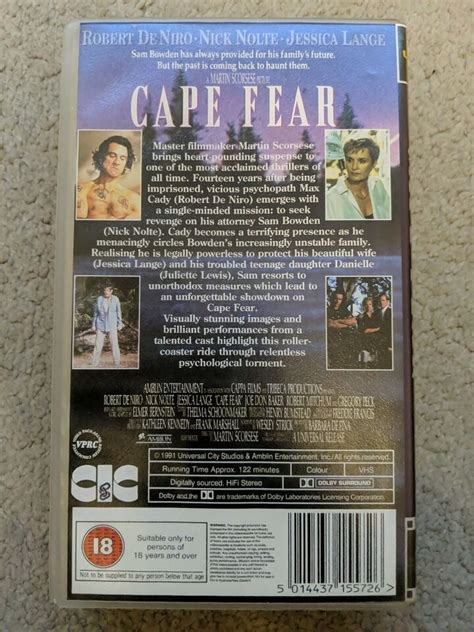 ROBERT DE NIRO · NICK NOLTE · JESSICA LANGE
Sam Bowden has always provided for his family's future.
But the past is coming back to haunt them.
A MARTIN SCORSESE PICTURE
CAPE FEAR
Master filmmaker Martin Scorsese
brings heart-pounding suspense to
one of the most acclaimed thrillers of
all time. Fourteen years after being
imprisoned, vicious psychopath Max
Cady (Robert De Niro) emerges with
a single-minded mission: to seek
revenge on his attorney Sam Bowden
(Nick Nolte). Cady becomes a terrifying presence as he
menacingly circles Bowden's increasingly unstable family.
Realising he is legally powerless to protect his beautiful wife
(Jessica Lange) and his troubled teenage daughter Danielle
(Juliette Lewis), Sam resorts to
unorthodox measures which lead to
an unforgettable showdown on
Cape Fear.
Visually stunning images and
brilliant performances from a
talented cast highlight this roller-
coaster ride through relentless
psychological torment.
AMBLIN ENTERTAINMENT CAPPA FILMS TRIBECA PRODUCTIONS
ROBERT DE NIRO NICK NOLTE JESSICA LANGE "CAPE FEAR" JOE DON BAKER ROBERT MITCHUM GREGORY PECK
ELMER BERNSTEIN THELMA SCHOONMAKER HENRY BUMSTEAD FREDDIE FRANCIS
KATHLEEN KENNEDY FRANK MARSHALL WESLEY STRICK BARBARA DE FINA
AMBLIN MARTIN SCORSESE A UNIVERSAL RELEASE
VPRC
CIC
©1991 Universal City Studios & Amblin Entertainment, Inc. All Rights Reserved.
Running Time Approx. 122 minutes Colour VHS
Digitally sourced. HiFi Stereo DOLBY SURROUND
Dolby and the are trademarks of Dolby Laboratories Licensing Corporation.
18
Suitable only for
persons of
18 years and over
Not to be supplied to any person below that age
5 014437 155726